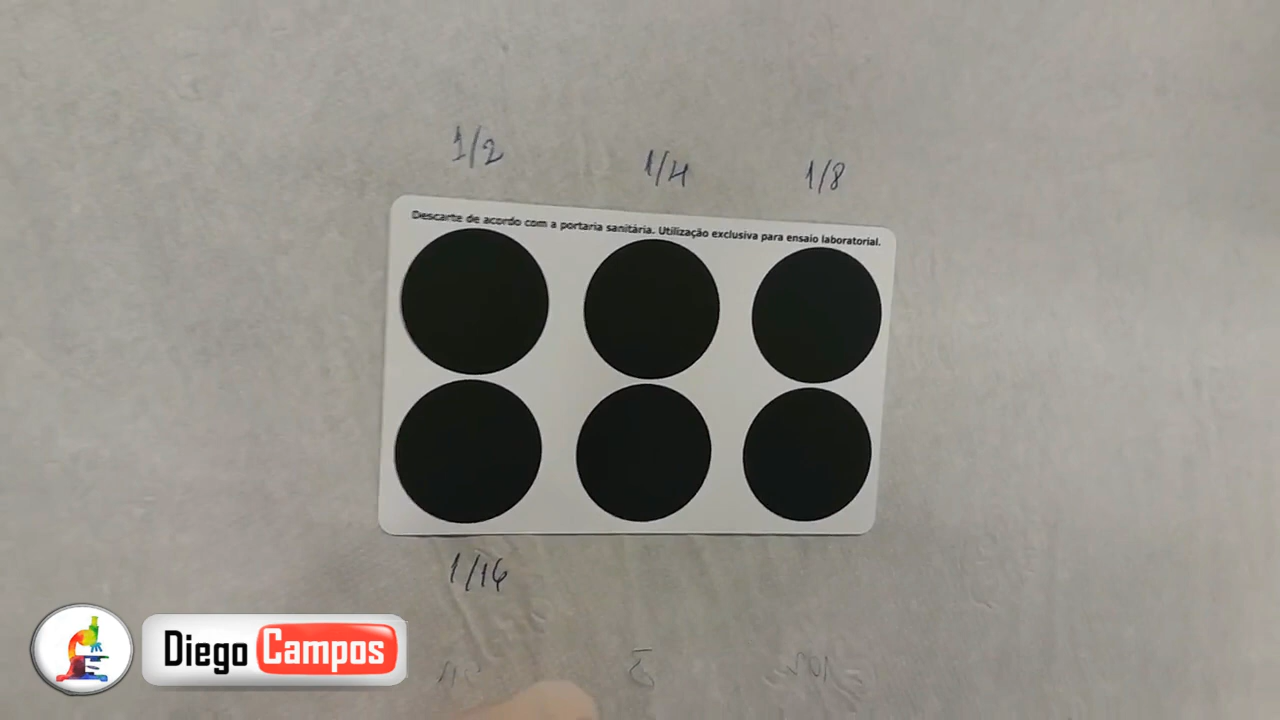 1/2
1/4
1/8
Descarte de acordo com a portaria sanitária. Utilização exclusiva para ensaio laboratorial.
1/16
Diego Campos